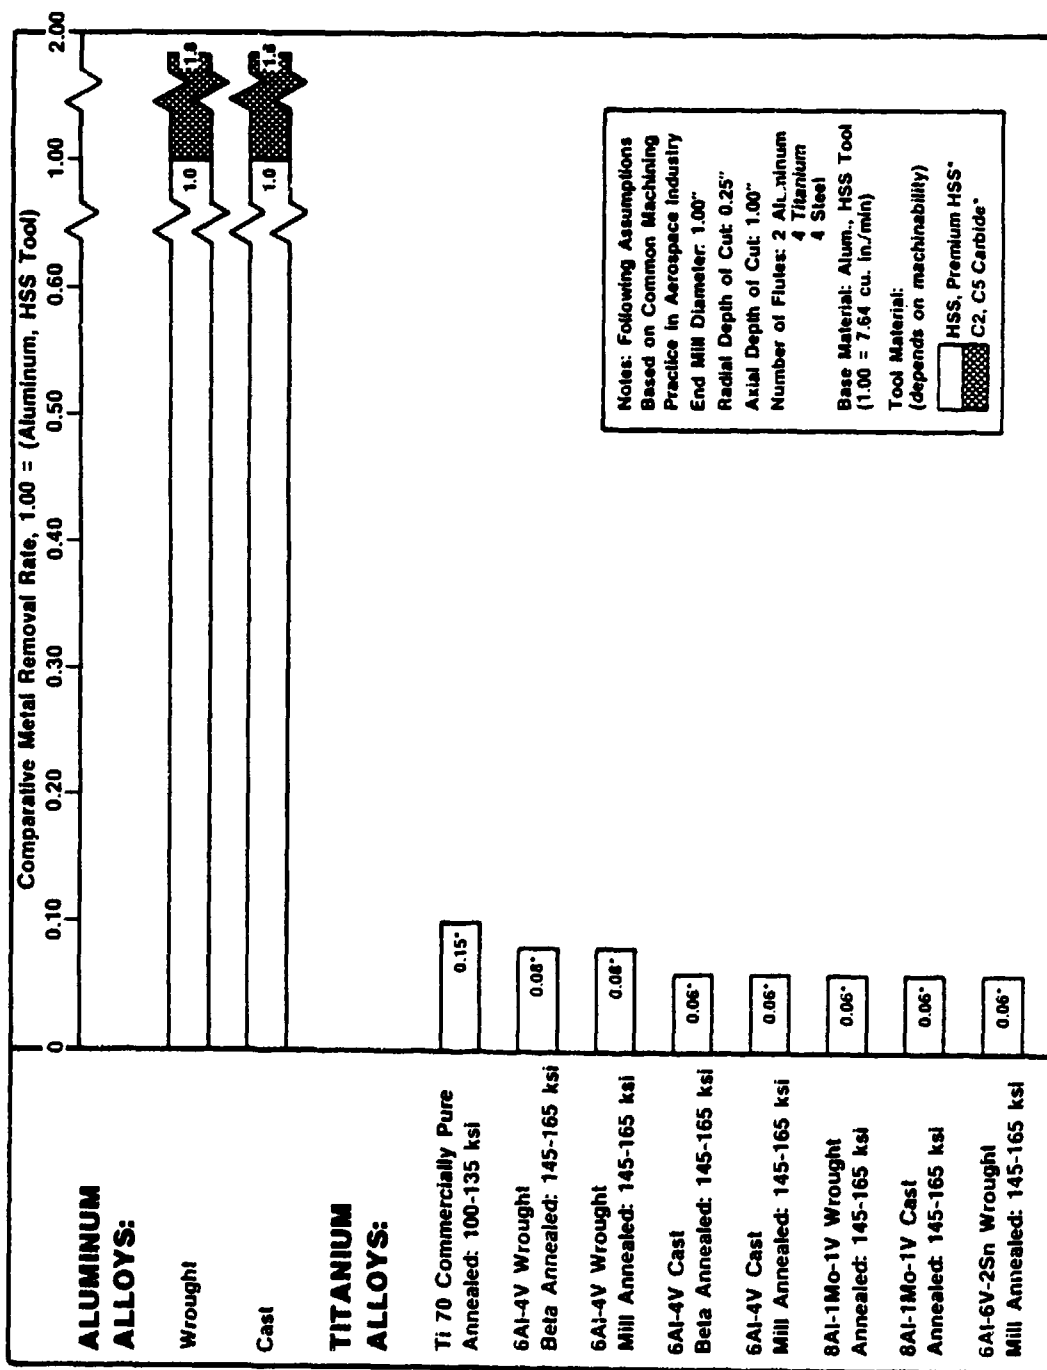 Comparative Metal Removal Rate, 1.00 = (Aluminum, HSS Tool)
0 0.10 0.20 0.30 0.40 0.50 0.60 1.00 2.00
ALUMINUM
ALLOYS:
Wrought
1.0 1.8
Cast
1.0 1.8
TITANIUM
ALLOYS:
Ti 70 Commercially Pure
Annealed: 100-135 ksi
0.15*
6Al-4V Wrought
Beta Annealed: 145-165 ksi
0.08*
6Al-4V Wrought
Mill Annealed: 145-165 ksi
0.08*
6Al-4V Cast
Beta Annealed: 145-165 ksi
0.06*
6Al-4V Cast
Mill Annealed: 145-165 ksi
0.06*
8Al-1Mo-1V Wrought
Annealed: 145-165 ksi
0.06*
8Al-1Mo-1V Cast
Annealed: 145-165 ksi
0.06*
6Al-6V-2Sn Wrought
Mill Annealed: 145-165 ksi
0.06*
Notes: Following Assumptions
Based on Common Machining
Practice in Aerospace Industry
End Mill Diameter: 1.00"
Radial Depth of Cut: 0.25"
Axial Depth of Cut: 1.00"
Number of Flutes: 2 Aluminum
4 Titanium
4 Steel
Base Material: Alum., HSS Tool
(1.00 = 7.64 cu. in./min)
Tool Material:
(depends on machinability)
HSS, Premium HSS*
C2, C5 Carbide*